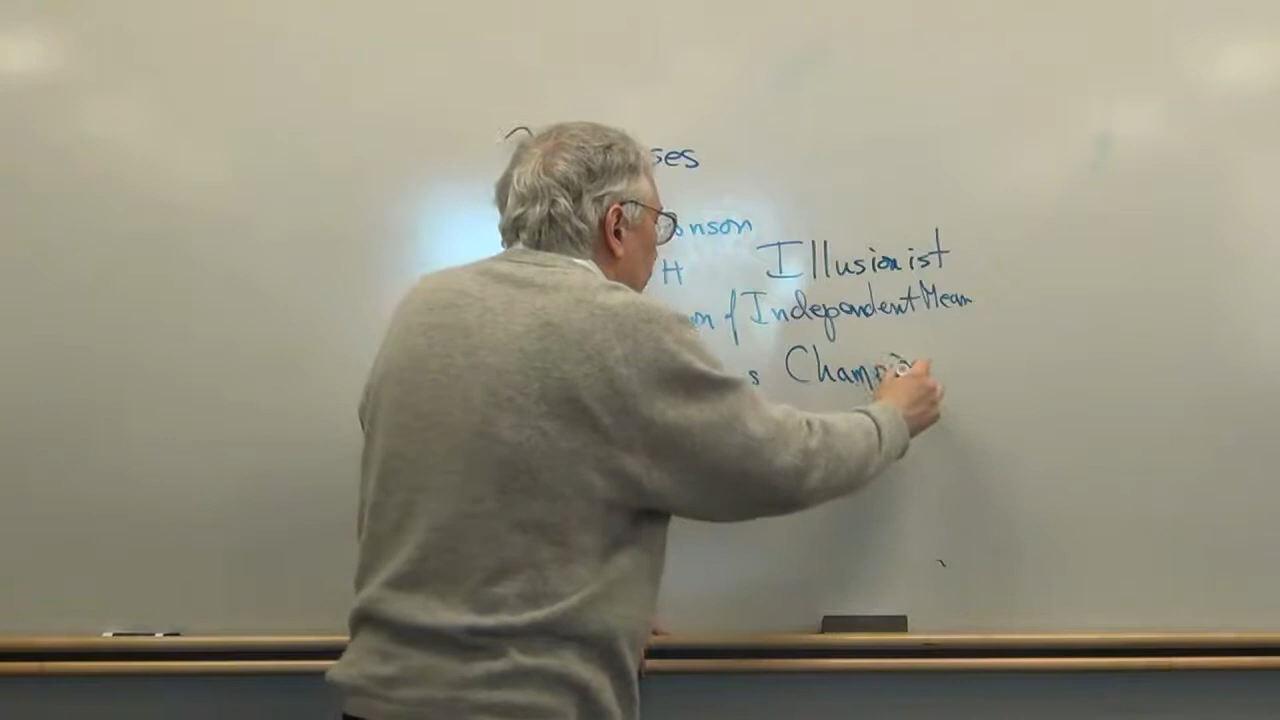 ses
onson
H Illusionist
on of Independent Mean
s Champ